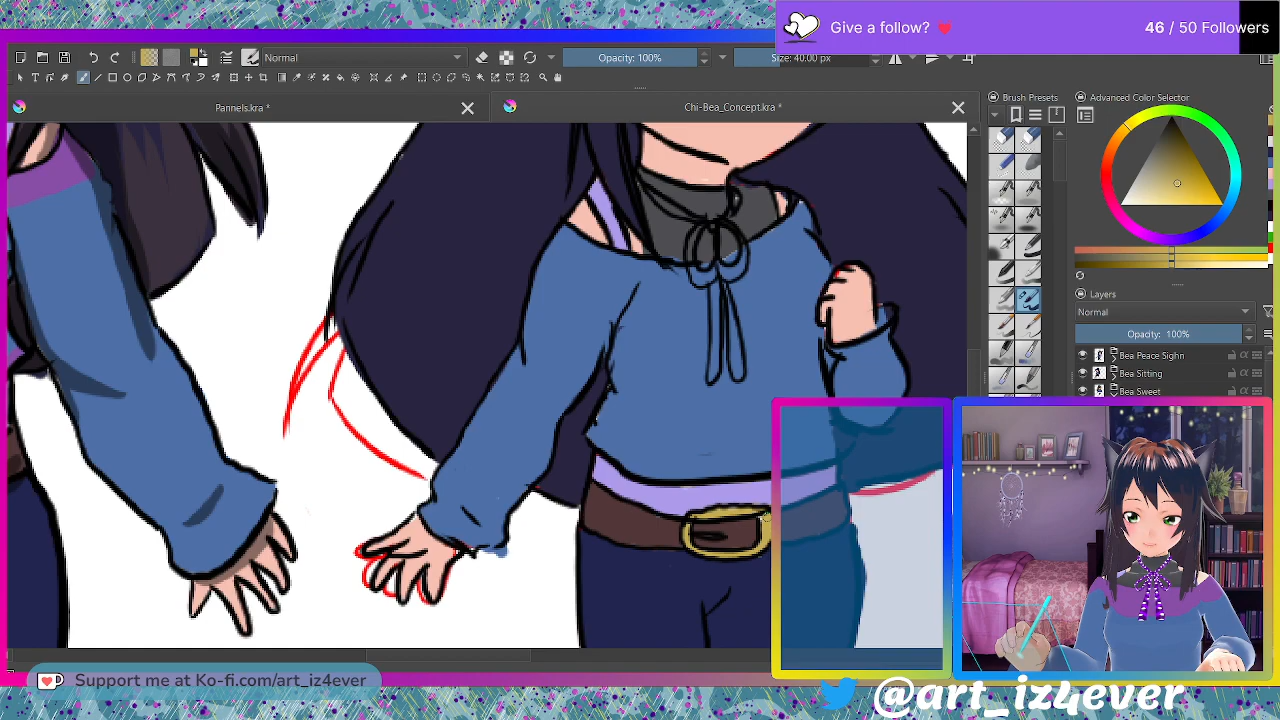 Give a follow?
46 / 50 Followers
Normal
Opacity: 100%
Size: 40.00 px
Pannels.kra *
Chi-Bea_Concept.kra *
Brush Presets
Advanced Color Selector
Layers
Normal
Opacity: 100%
Bea Peace Sighn
Bea Sitting
Bea Sweet
Support me at Ko-fi.com/art_iz4ever
@art_iz4ever